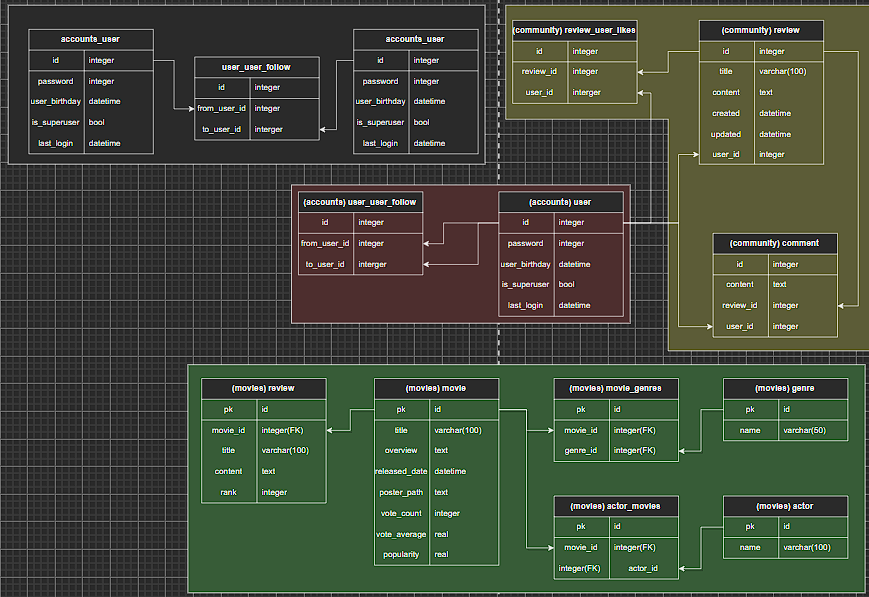 accounts_user
id integer
password integer
user_birthday datetime
is_superuser bool
last_login datetime
user_user_follow
id integer
from_user_id integer
to_user_id interger
accounts_user
id integer
password integer
user_birthday datetime
is_superuser bool
last_login datetime
(community) review_user_likes
id integer
review_id integer
user_id interger
(community) review
id integer
title varchar(100)
content text
created datetime
updated datetime
user_id integer
(accounts) user_user_follow
id integer
from_user_id integer
to_user_id interger
(accounts) user
id integer
password integer
user_birthday datetime
is_superuser bool
last_login datetime
(community) comment
id integer
content text
review_id integer
user_id integer
(movies) review
pk id
movie_id integer(FK)
title varchar(100)
content text
rank integer
(movies) movie
pk id
title varchar(100)
overview text
released_date datetime
poster_path text
vote_count integer
vote_average real
popularity real
(movies) movie_genres
pk id
movie_id integer(FK)
genre_id integer(FK)
(movies) genre
pk id
name varchar(50)
(movies) actor_movies
pk id
movie_id integer(FK)
integer(FK) actor_id
(movies) actor
pk id
name varchar(100)